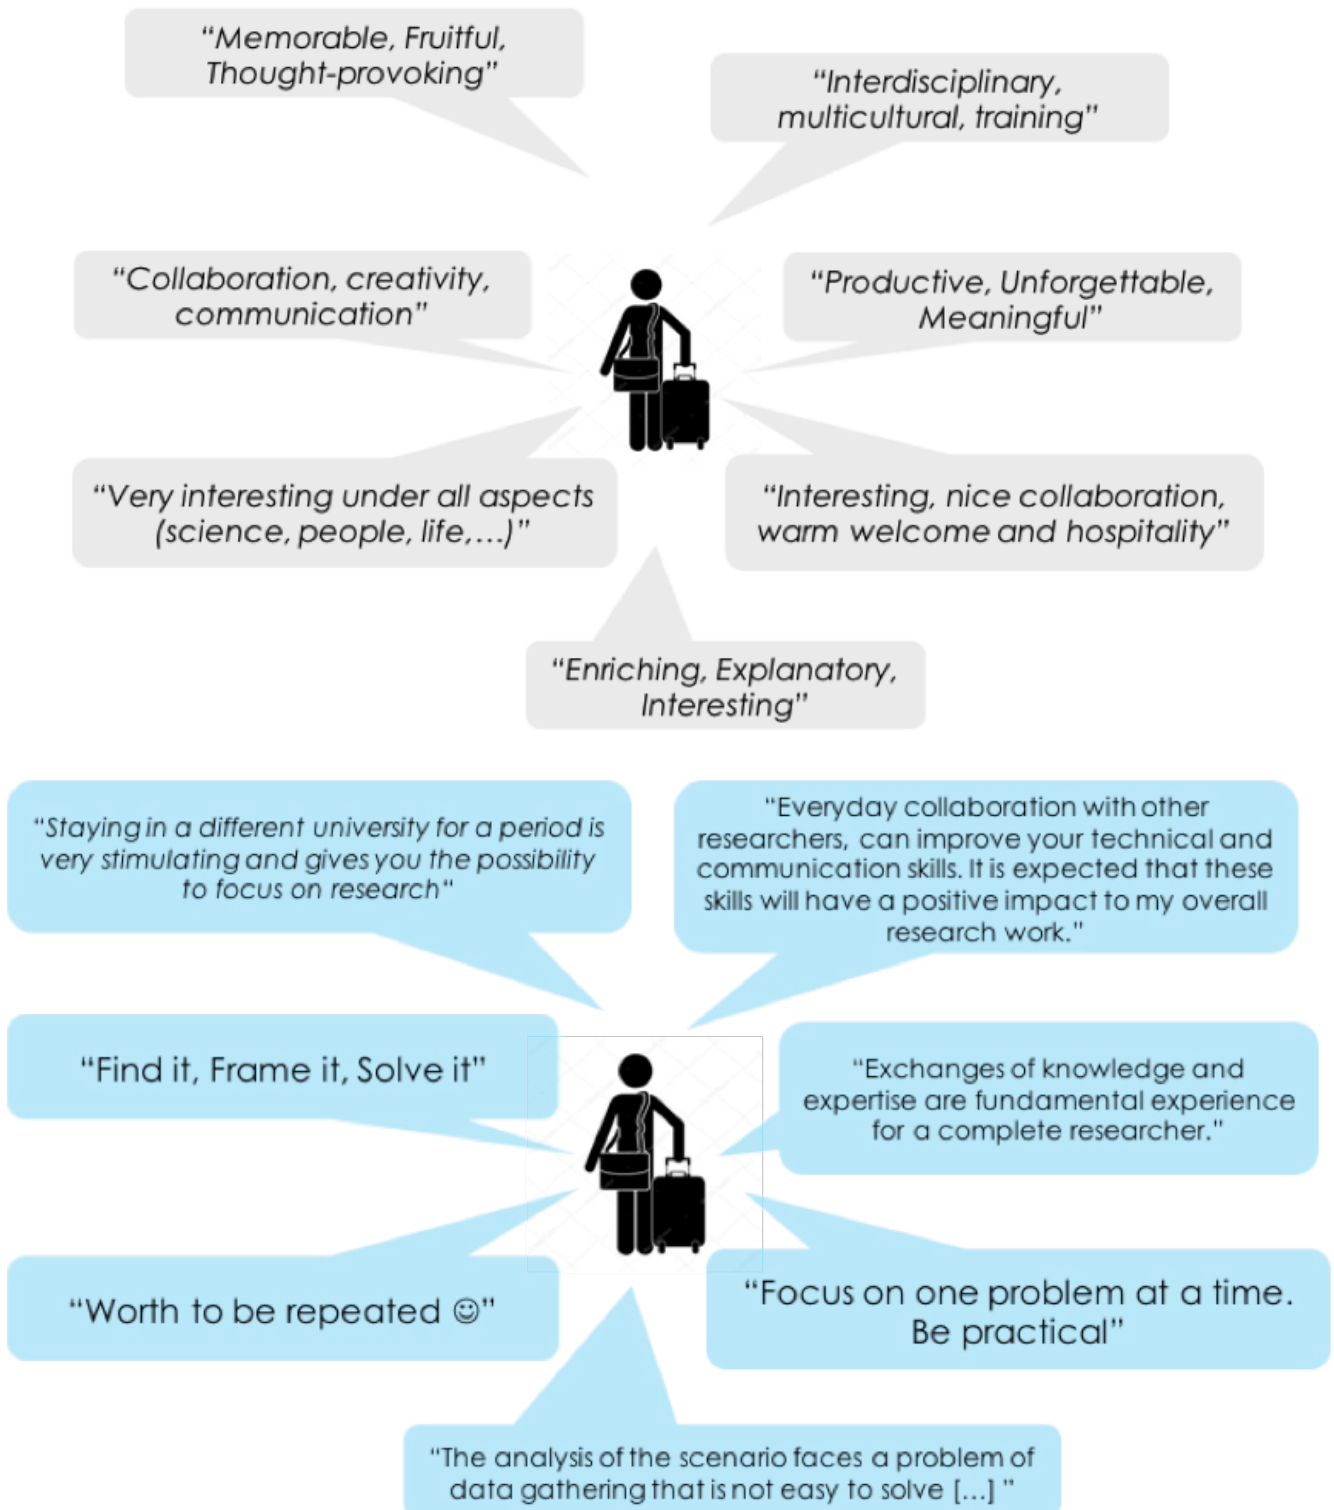 “Memorable, Fruitful,
Thought-provoking”
“Interdisciplinary,
multicultural, training”
“Collaboration, creativity,
communication”
“Productive, Unforgettable,
Meaningful”
“Very interesting under all aspects
(science, people, life,…)”
“Interesting, nice collaboration,
warm welcome and hospitality”
“Enriching, Explanatory,
Interesting”
“Staying in a different university for a period is
very stimulating and gives you the possibility
to focus on research“
“Everyday collaboration with other
researchers, can improve your technical and
communication skills. It is expected that these
skills will have a positive impact to my overall
research work.”
“Find it, Frame it, Solve it”
“Exchanges of knowledge and
expertise are fundamental experience
for a complete researcher.”
“Worth to be repeated ☺”
“Focus on one problem at a time.
Be practical”
“The analysis of the scenario faces a problem of
data gathering that is not easy to solve […] ”